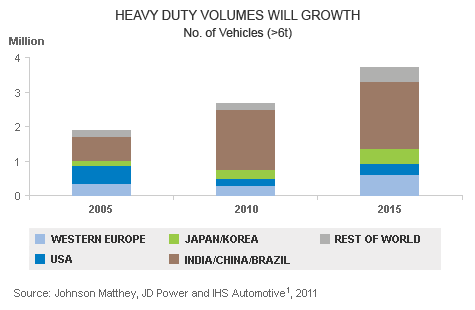 HEAVY DUTY VOLUMES WILL GROWTH
No. of Vehicles (>6t)
Million
4
3
2
1
0
2005 2010 2015
WESTERN EUROPE JAPAN/KOREA REST OF WORLD
USA INDIA/CHINA/BRAZIL
Source: Johnson Matthey, JD Power and IHS Automotive¹, 2011